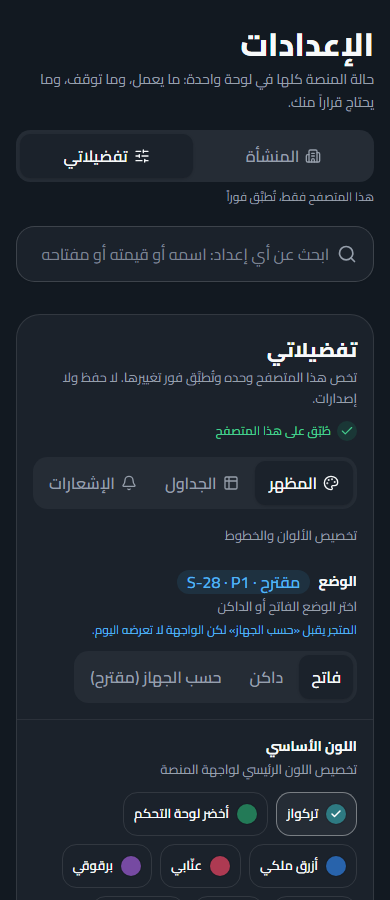 الإعدادات
حالة المنصة كلها في لوحة واحدة: ما يعمل، وما توقف، وما
يحتاج قراراً منك.
المنشأة
تفضيلاتي
هذا المتصفح فقط، تُطبَّق فوراً
ابحث عن أي إعداد: اسمه أو قيمته أو مفتاحه
تفضيلاتي
تخص هذا المتصفح وحده وتُطبَّق فور تغييرها. لا حفظ ولا
إصدارات.
طُبّق على هذا المتصفح
المظهر
الجداول
الإشعارات
تخصيص الألوان والخطوط
الوضع
مقترح · S-28 · P1
اختر الوضع الفاتح أو الداكن
المتجر يقبل «حسب الجهاز» لكن الواجهة لا تعرضه اليوم.
فاتح
داكن
حسب الجهاز (مقترح)
اللون الأساسي
تخصيص اللون الرئيسي لواجهة المنصة
تركواز
أخضر لوحة التحكم
أزرق ملكي
عنّابي
برقوقي